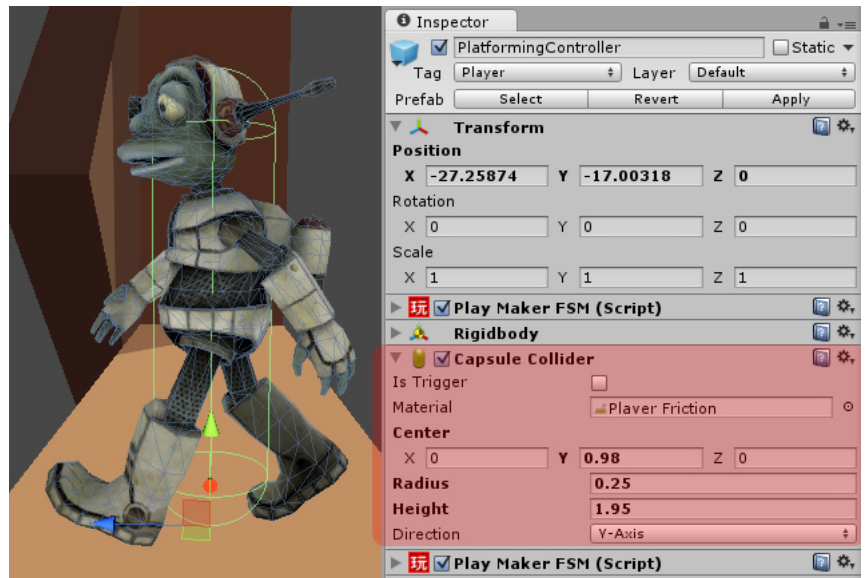 Inspector
PlatformingController Static
Tag Player Layer Default
Prefab Select Revert Apply
Transform
Position
X -27.25874 Y -17.00318 Z 0
Rotation
X 0 Y 0 Z 0
Scale
X 1 Y 1 Z 1
玩 Play Maker FSM (Script)
Rigidbody
Capsule Collider
Is Trigger
Material Player Friction
Center
X 0 Y 0.98 Z 0
Radius 0.25
Height 1.95
Direction Y-Axis
玩 Play Maker FSM (Script)